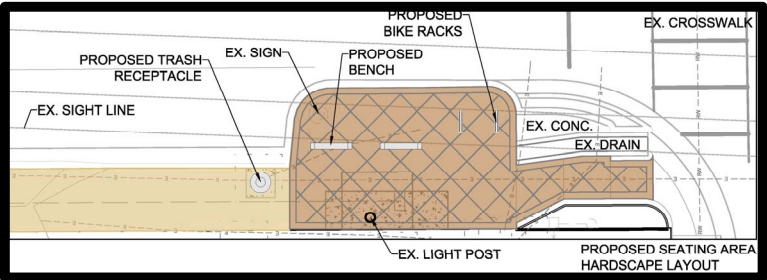 PROPOSED
BIKE RACKS
EX. CROSSWALK
PROPOSED TRASH
RECEPTACLE
EX. SIGN
PROPOSED
BENCH
EX. SIGHT LINE
EX. CONC.
EX. DRAIN
EX. LIGHT POST
PROPOSED SEATING AREA
HARDSCAPE LAYOUT